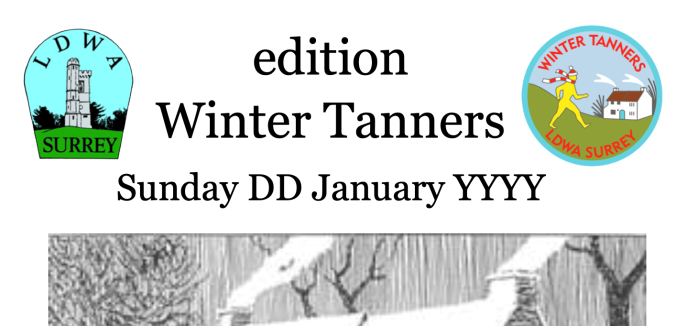 LDWA
SURREY
edition
Winter Tanners
Sunday DD January YYYY
WINTER TANNERS
LDWA SURREY